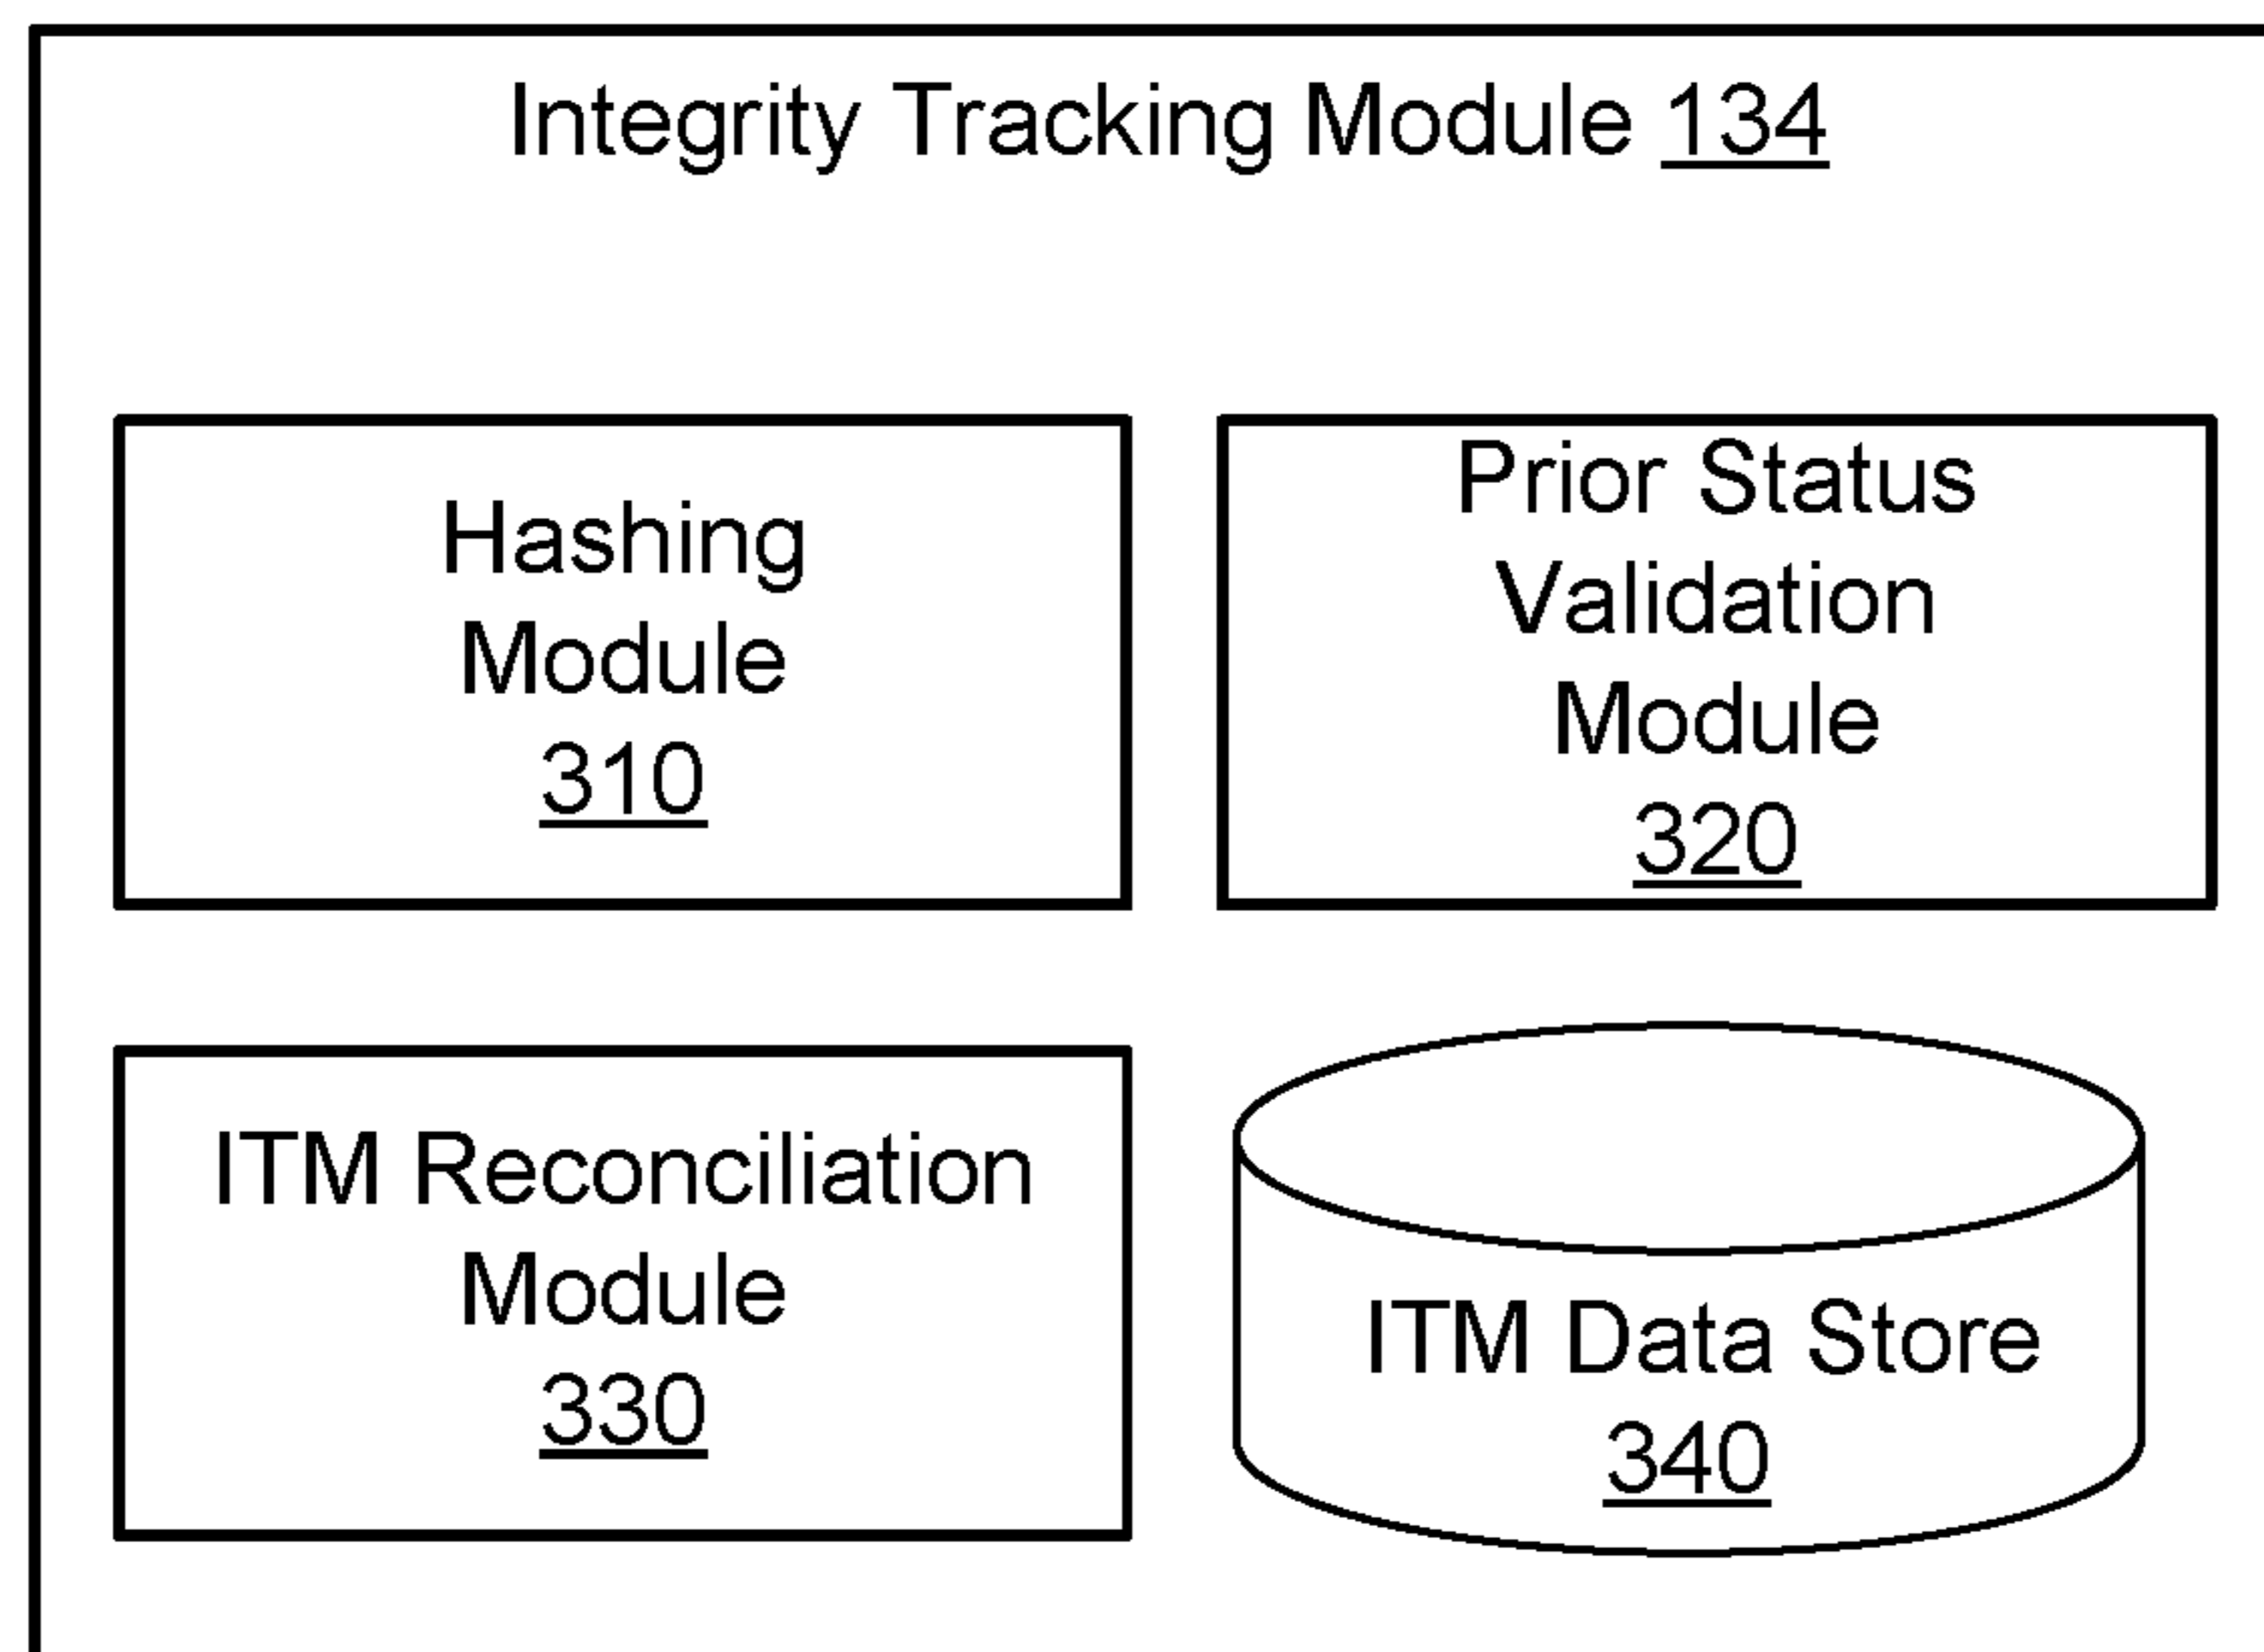 Integrity Tracking Module 134
Hashing
Module
310
Prior Status
Validation
Module
320
ITM Reconciliation
Module
330
ITM Data Store
340